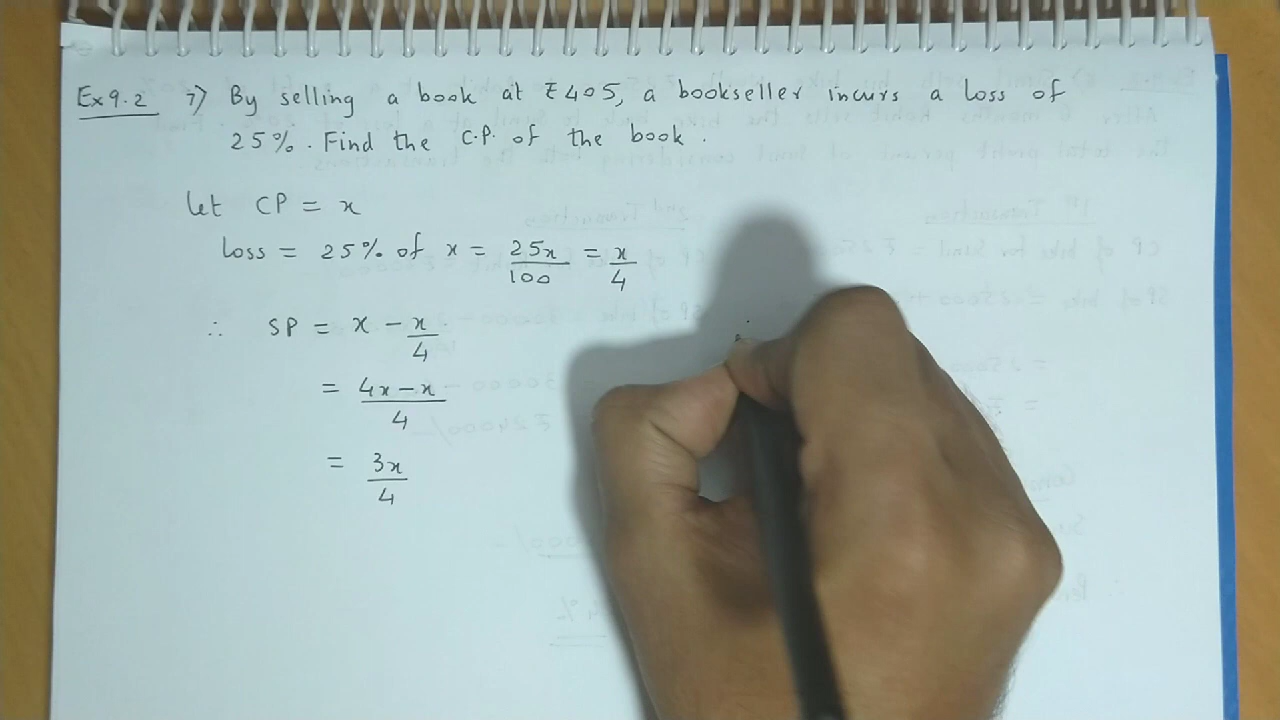 Ex 9.2 7) By selling a book at ₹405, a bookseller incurs a loss of
25%. Find the C.P. of the book.
let CP = x
loss = 25% of x = 25x/100 = x/4
∴ SP = x - x/4
= 4x - x/4
= 3x/4